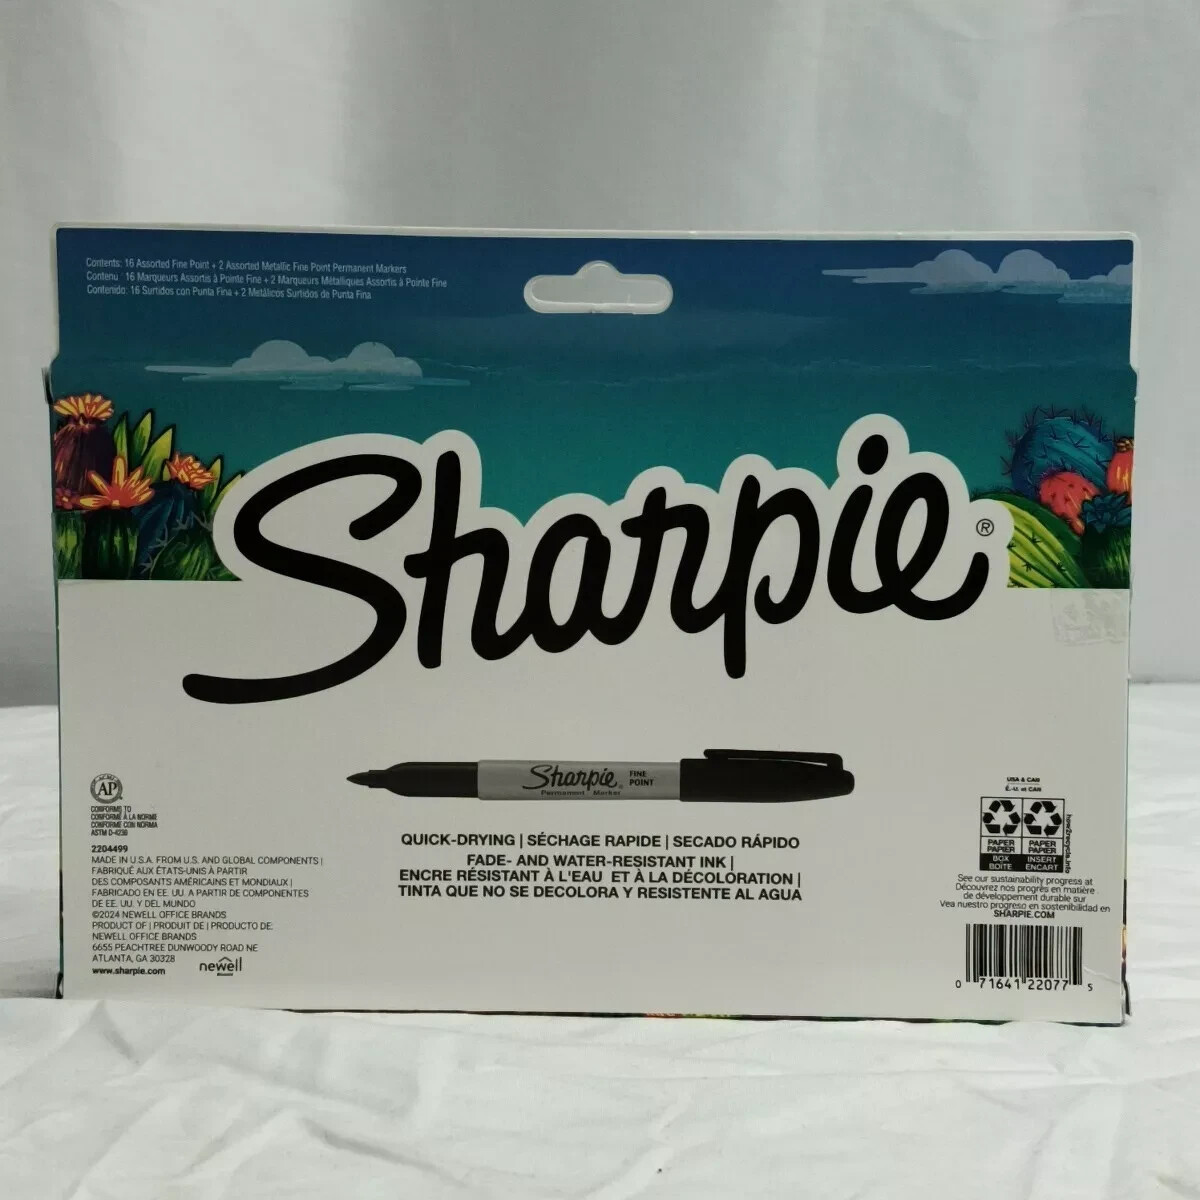 Contents: 16 Assorted Fine Point + 2 Assorted Metallic Fine Point Permanent Markers
Contenu : 16 Marqueurs Assortis à Pointe Fine + 2 Marqueurs Métalliques Assortis à Pointe Fine
Contenido: 16 Surtidos con Punta Fina + 2 Metálicos Surtidos de Punta Fina
Sharpie®
Sharpie® FINE POINT
Permanent Marker
QUICK-DRYING | SÉCHAGE RAPIDE | SECADO RÁPIDO
FADE- AND WATER-RESISTANT INK |
ENCRE RÉSISTANT À L'EAU ET À LA DÉCOLORATION |
TINTA QUE NO SE DECOLORA Y RESISTENTE AL AGUA
AP
CONFORMS TO
CONFORME À LA NORME
CONFORME CON NORMA
ASTM D-4236
2204499
MADE IN U.S.A. FROM U.S. AND GLOBAL COMPONENTS |
FABRIQUÉ AUX ÉTATS-UNIS À PARTIR
DES COMPOSANTS AMÉRICAINS ET MONDIAUX |
FABRICADO EN EE. UU. A PARTIR DE COMPONENTES
DE EE. UU. Y DEL MUNDO
©2024 NEWELL OFFICE BRANDS
PRODUCT OF | PRODUIT DE | PRODUCTO DE:
NEWELL OFFICE BRANDS
6655 PEACHTREE DUNWOODY ROAD NE
ATLANTA, GA 30328
www.sharpie.com
newell
USA & CAN
É.-U. et CAN
PAPER PAPIER
BOX BOÎTE
PAPER PAPIER
INSERT ENCART
how2recycle.info
See our sustainability progress at
Découvrez nos progrès en matière
de développement durable sur
Vea nuestro progreso en sostenibilidad en
SHARPIE.COM
0 71641 22077 5